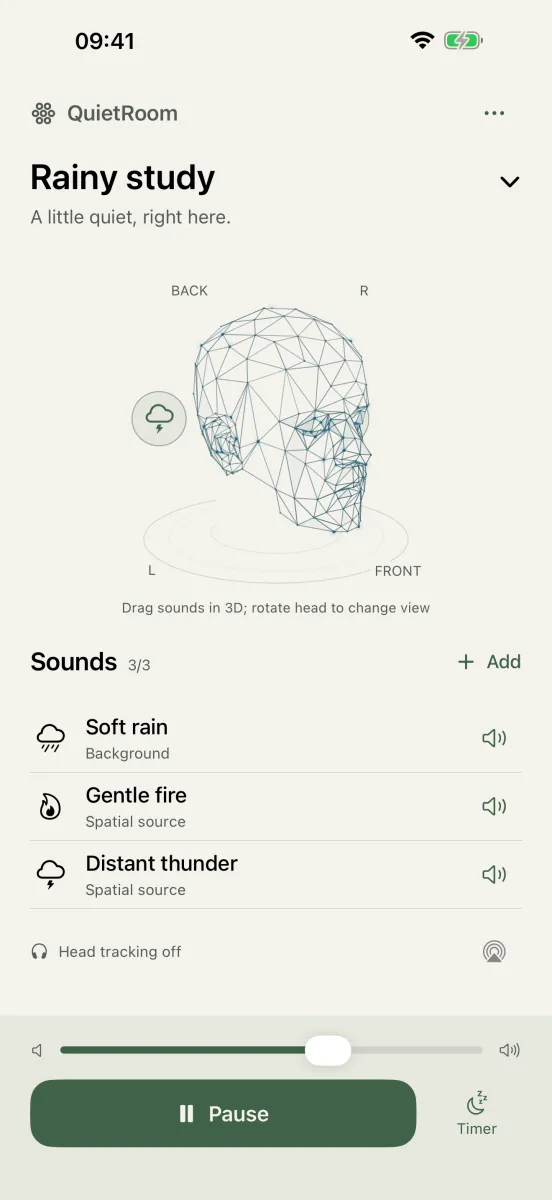 09:41
QuietRoom
Rainy study
A little quiet, right here.
BACK
R
L
FRONT
Drag sounds in 3D; rotate head to change view
Sounds 3/3
+ Add
Soft rain
Background
Gentle fire
Spatial source
Distant thunder
Spatial source
Head tracking off
Pause
Timer